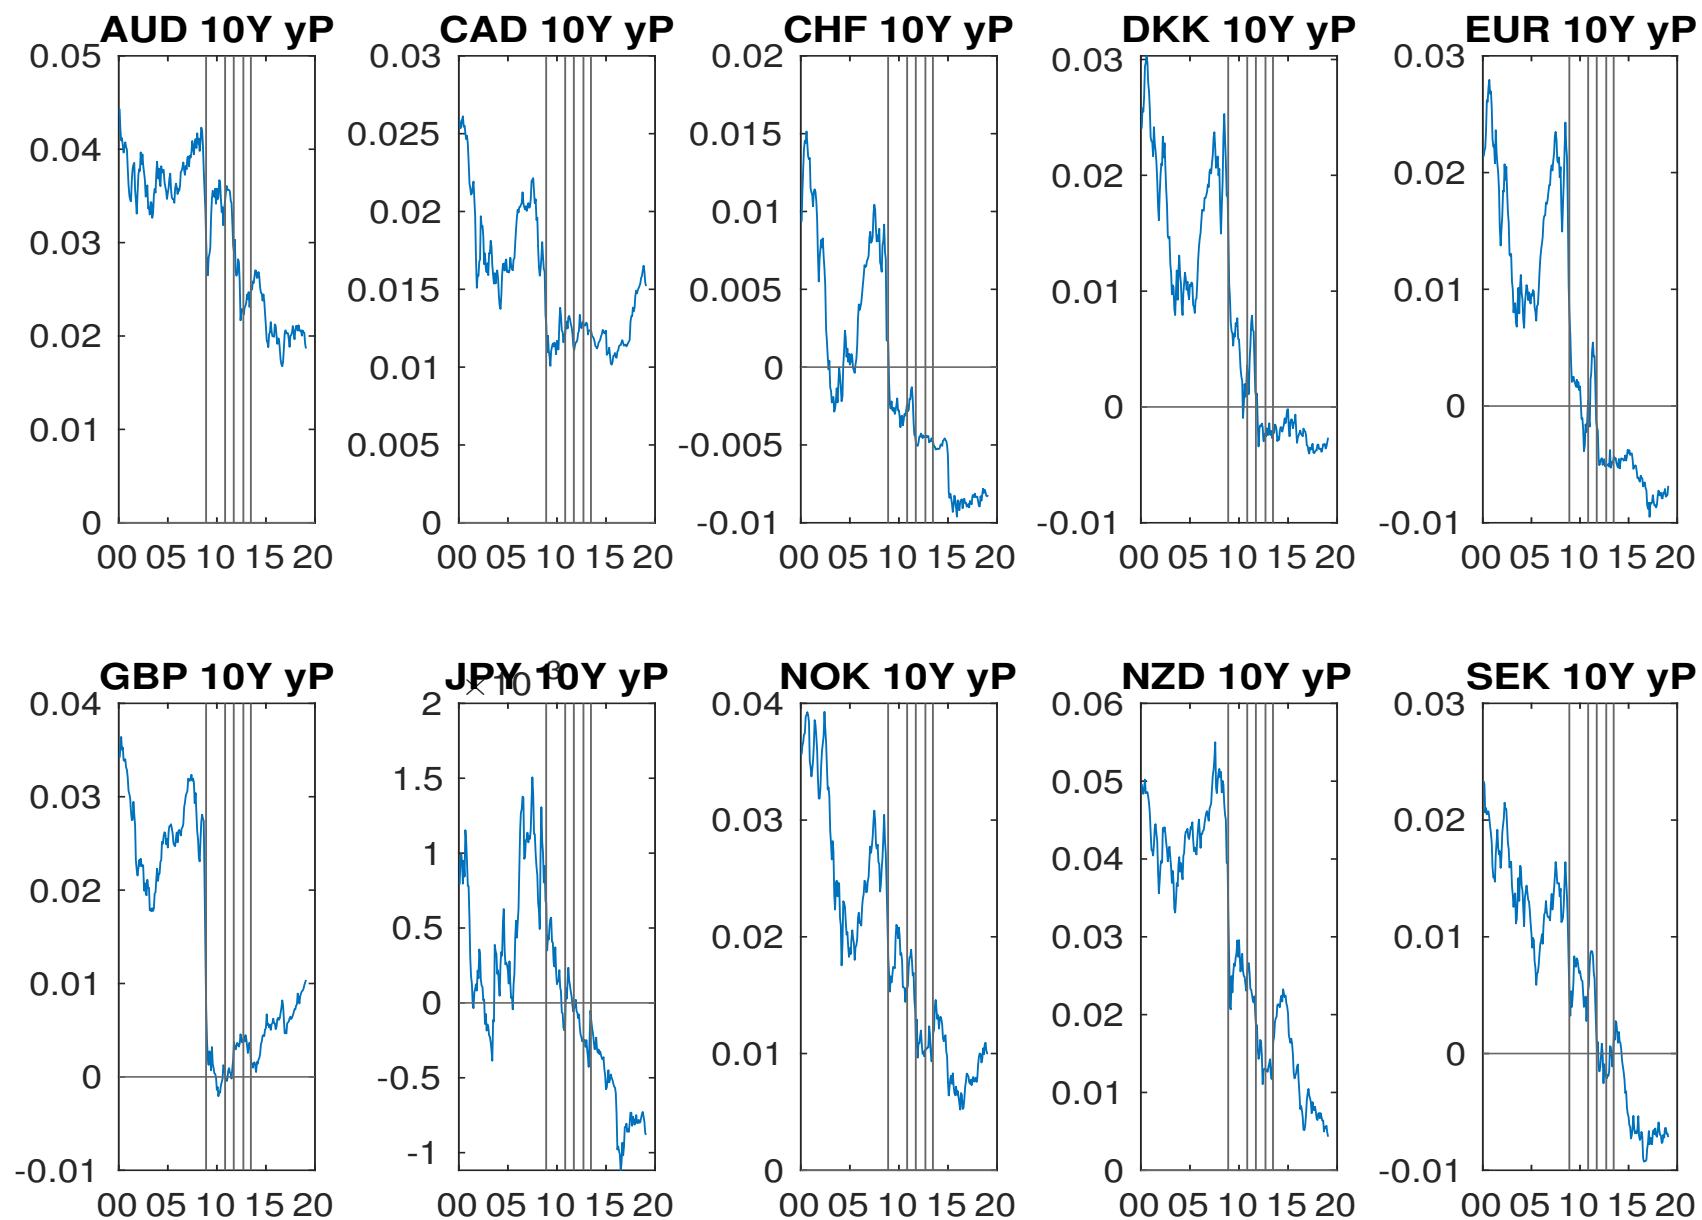 AUD 10Y yP CAD 10Y yP CHF 10Y yP DKK 10Y yP EUR 10Y yP
0.05 0.03 0.02 0.03 0.03
0.04 0.025 0.015 0.02 0.02
0.03 0.02 0.01 0.01 0.01
0.02 0.015 0.005 0 0
0.01 0.01 0 -0.01 -0.01
0 0.005 -0.005
0 -0.01
00 05 10 15 20 00 05 10 15 20 00 05 10 15 20 00 05 10 15 20 00 05 10 15 20
GBP 10Y yP JPY 10Y yP NOK 10Y yP NZD 10Y yP SEK 10Y yP
×10-3
0.04 2 0.04 0.06 0.03
0.03 1.5 0.03 0.05 0.02
0.02 1 0.02 0.04 0.01
0.01 0.5 0.01 0.03 0
0 0 0 0.02 -0.01
-0.01 -0.5 0.01
-1 0
00 05 10 15 20 00 05 10 15 20 00 05 10 15 20 00 05 10 15 20 00 05 10 15 20